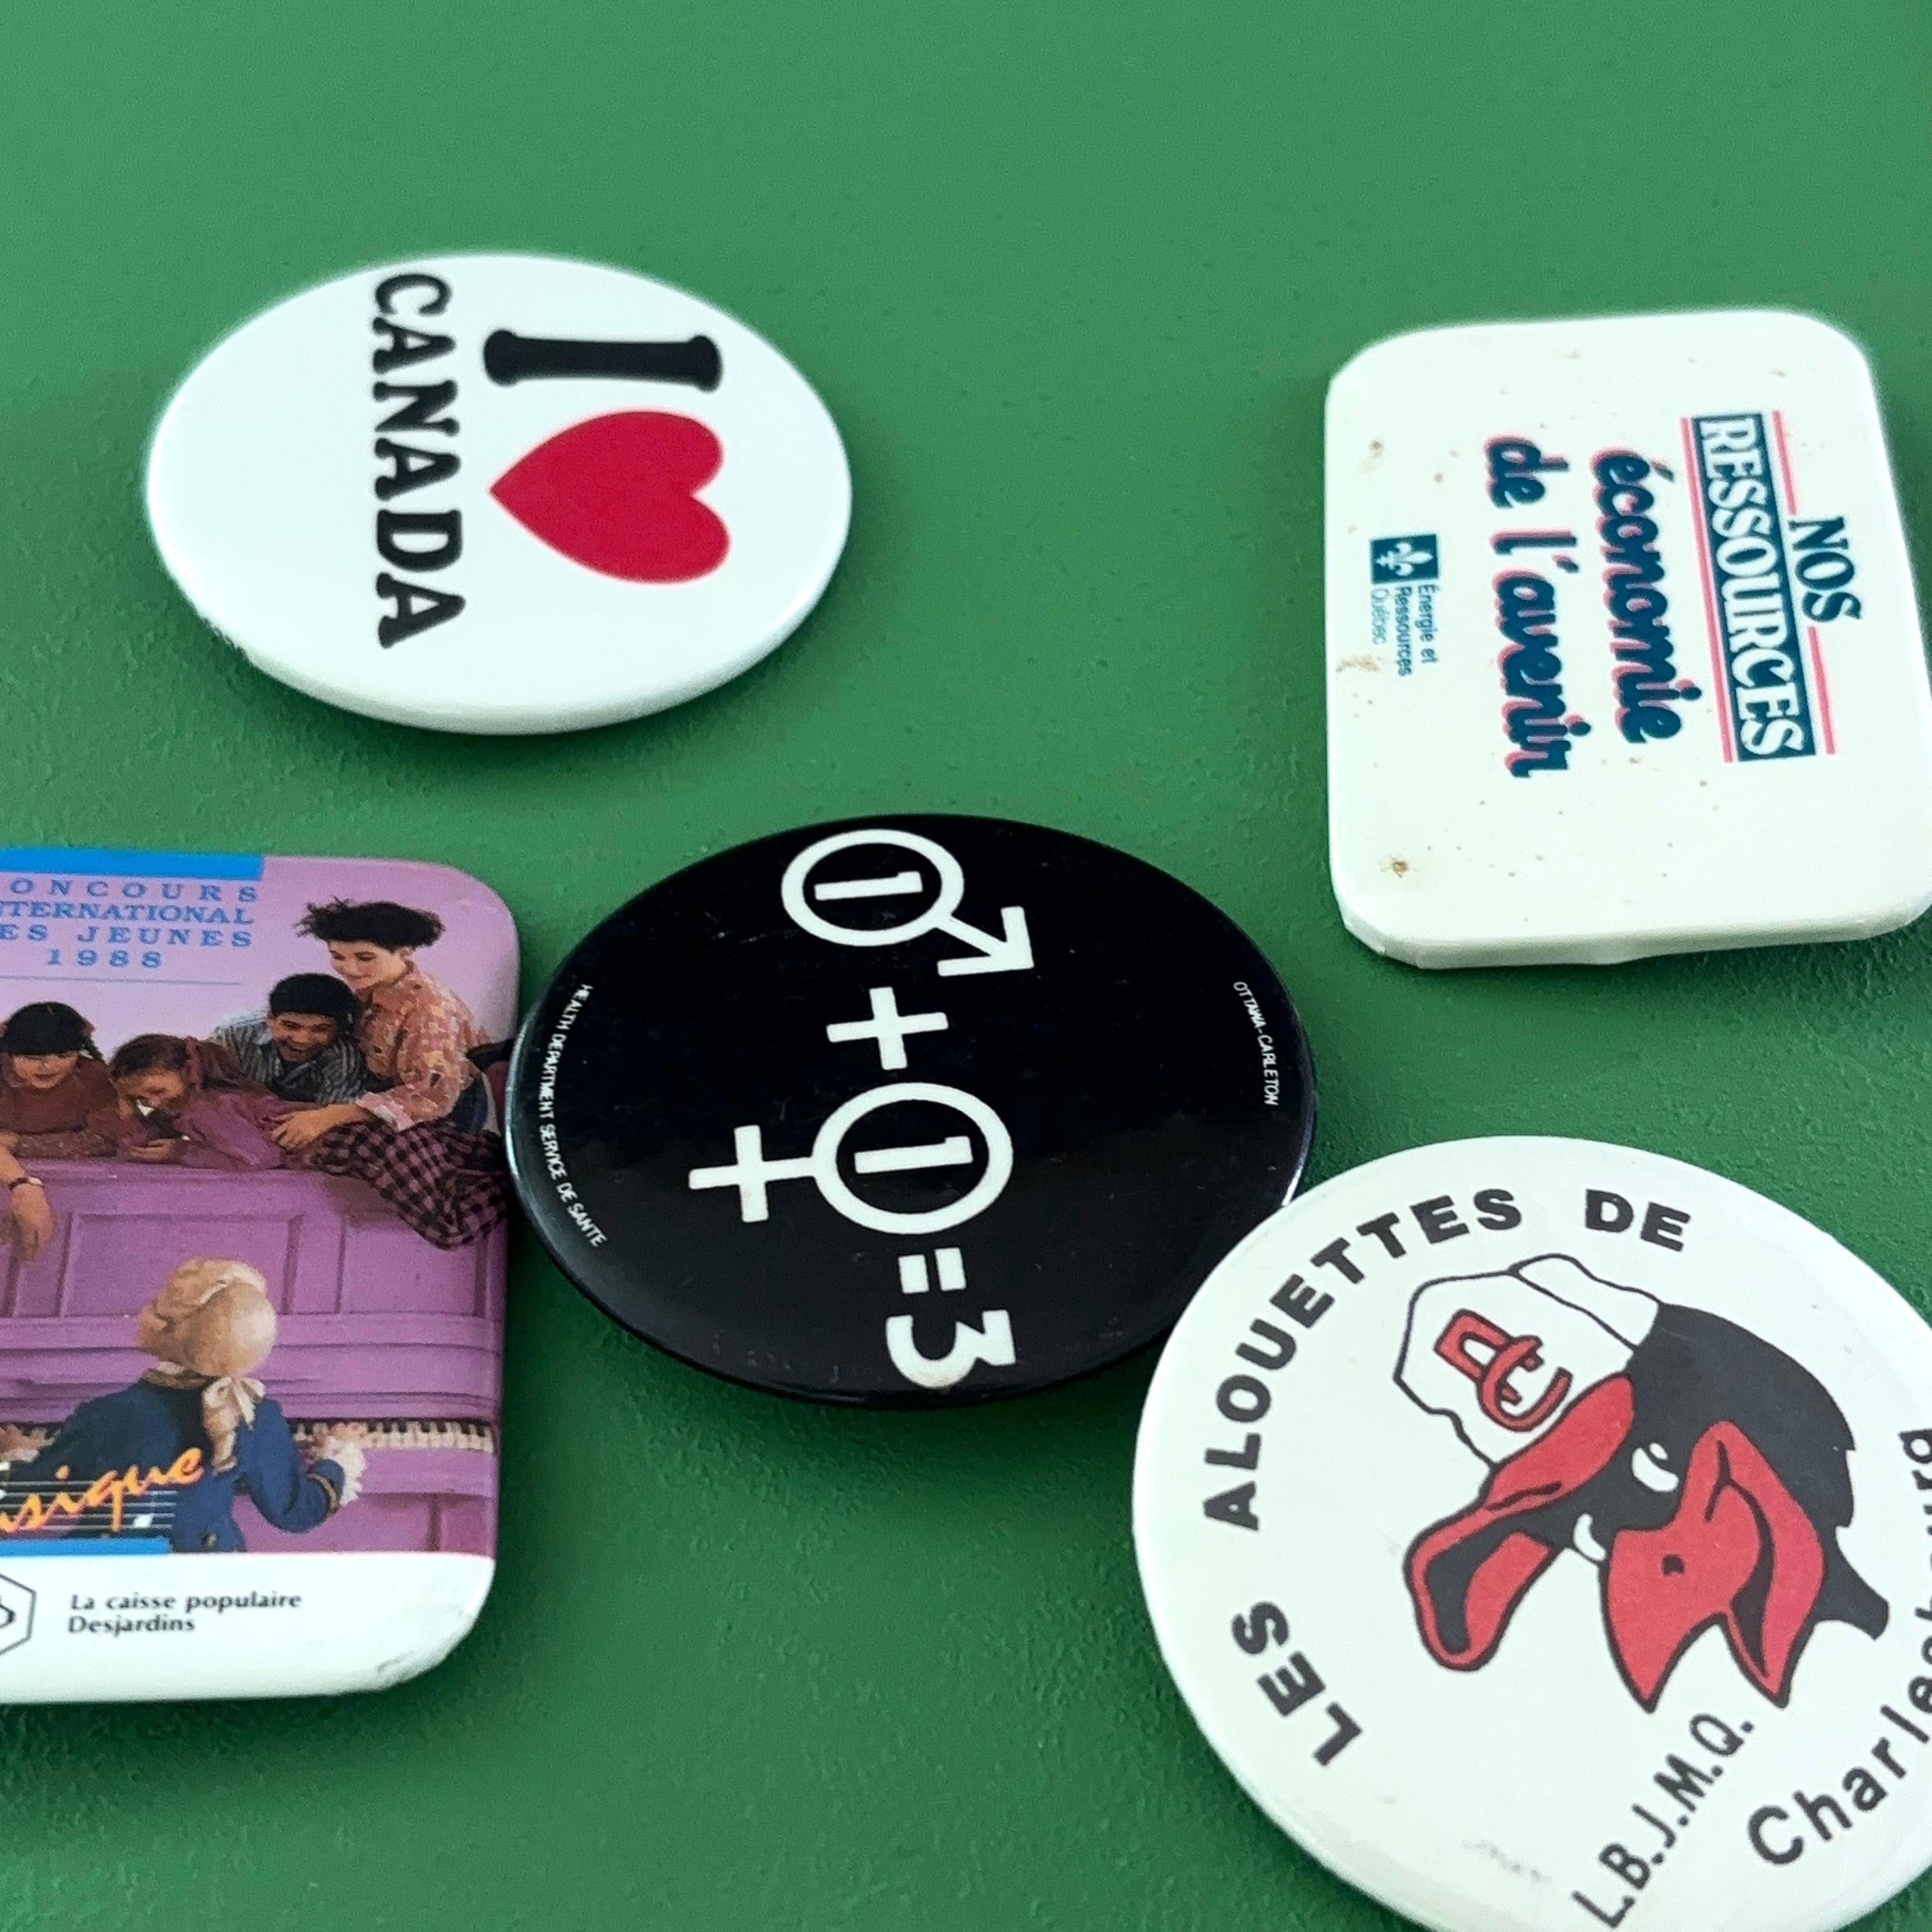 I
CANADA
NOS
RESSOURCES
économie
de l'avenir
Énergie et
Ressources
Québec
ONCOURS
TERNATIONAL
ES JEUNES
1988
sique
La caisse populaire
Desjardins
OTTAWA-CARLETON
1 + 1 = 3
HEALTH DEPARTMENT SERVICE DE SANTE
LES ALOUETTES DE
L.B.J.M.Q.
Charlesbourg